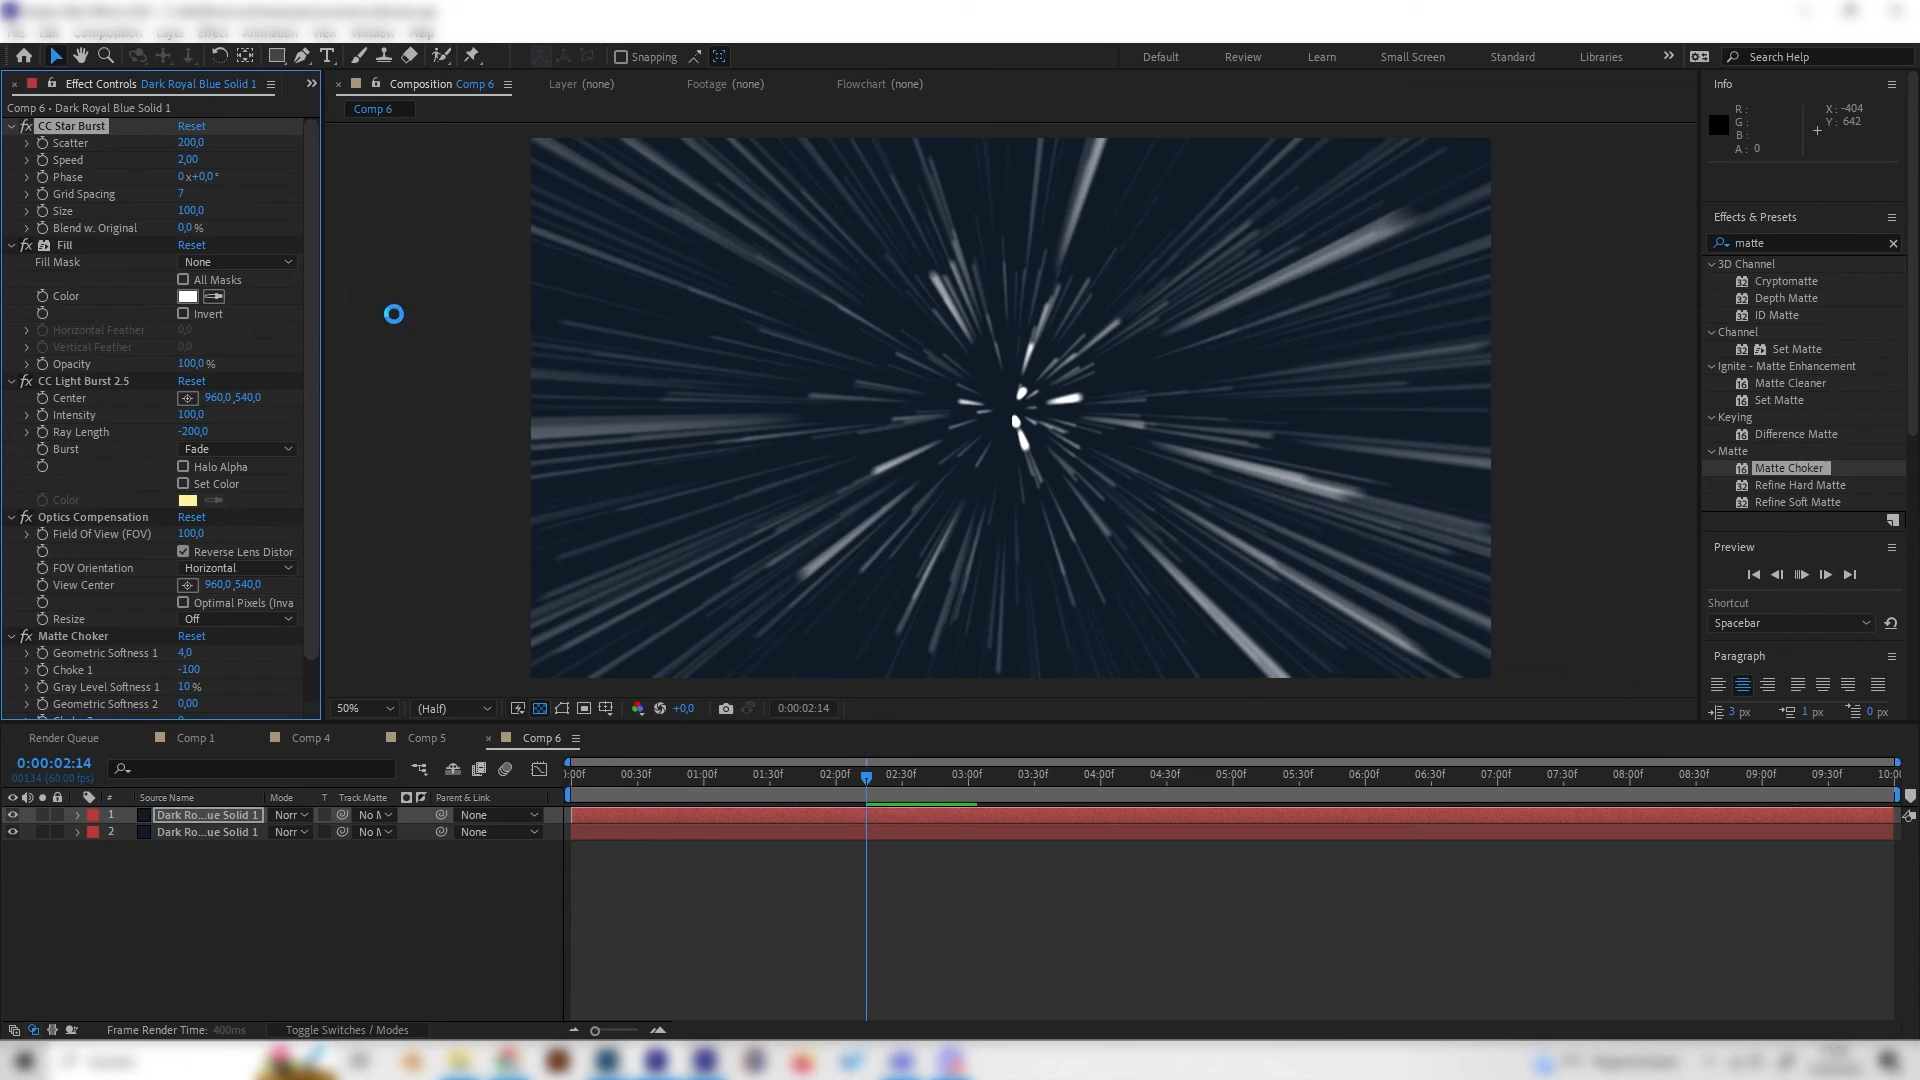 Snapping
Default
Review
Learn
Small Screen
Standard
Libraries
Search Help
Effect Controls Dark Royal Blue Solid 1
Comp 6 • Dark Royal Blue Solid 1
CC Star Burst Reset
Scatter 200,0
Speed 2,00
Phase 0x+0,0°
Grid Spacing 7
Size 100,0
Blend w. Original 0,0 %
Fill Reset
Fill Mask None
All Masks
Color
Invert
Horizontal Feather 0,0
Vertical Feather 0,0
Opacity 100,0 %
CC Light Burst 2.5 Reset
Center 960,0,540,0
Intensity 100,0
Ray Length -200,0
Burst Fade
Halo Alpha
Set Color
Color
Optics Compensation Reset
Field Of View (FOV) 100,0
Reverse Lens Distor
FOV Orientation Horizontal
View Center 960,0,540,0
Optimal Pixels (Inva
Resize Off
Matte Choker Reset
Geometric Softness 1 4,0
Choke 1 -100
Gray Level Softness 1 10 %
Geometric Softness 2 0,00
Composition Comp 6
Layer (none)
Footage (none)
Flowchart (none)
Comp 6
50% (Half) +0,0 0:00:02:14
Info
R :
G :
B :
A : 0
X : -404
Y : 642
Effects & Presets
matte
3D Channel
Cryptomatte
Depth Matte
ID Matte
Channel
Set Matte
Ignite - Matte Enhancement
Matte Cleaner
Set Matte
Keying
Difference Matte
Matte
Matte Choker
Refine Hard Matte
Refine Soft Matte
Preview
Shortcut
Spacebar
Paragraph
3 px 1 px 0 px
Render Queue Comp 1 Comp 4 Comp 5 Comp 6
0:00:02:14
00134 (60.00 fps)
:00f 00:30f 01:00f 01:30f 02:00f 02:30f 03:00f 03:30f 04:00f 04:30f 05:00f 05:30f 06:00f 06:30f 07:00f 07:30f 08:00f 08:30f 09:00f 09:30f 10:00
# Source Name Mode T Track Matte Parent & Link
1 Dark Ro...ue Solid 1 Norr No M None
2 Dark Ro...ue Solid 1 Norr No M None
Frame Render Time: 400ms Toggle Switches / Modes